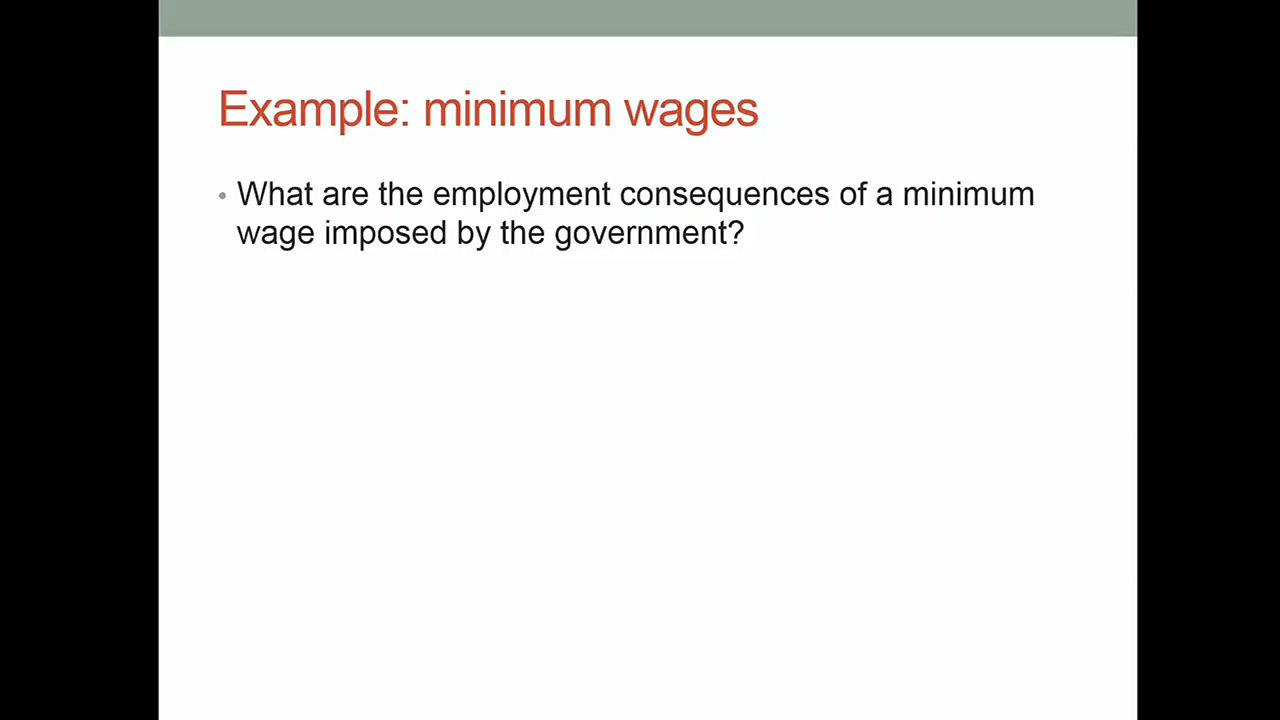 Example: minimum wages
• What are the employment consequences of a minimum
wage imposed by the government?